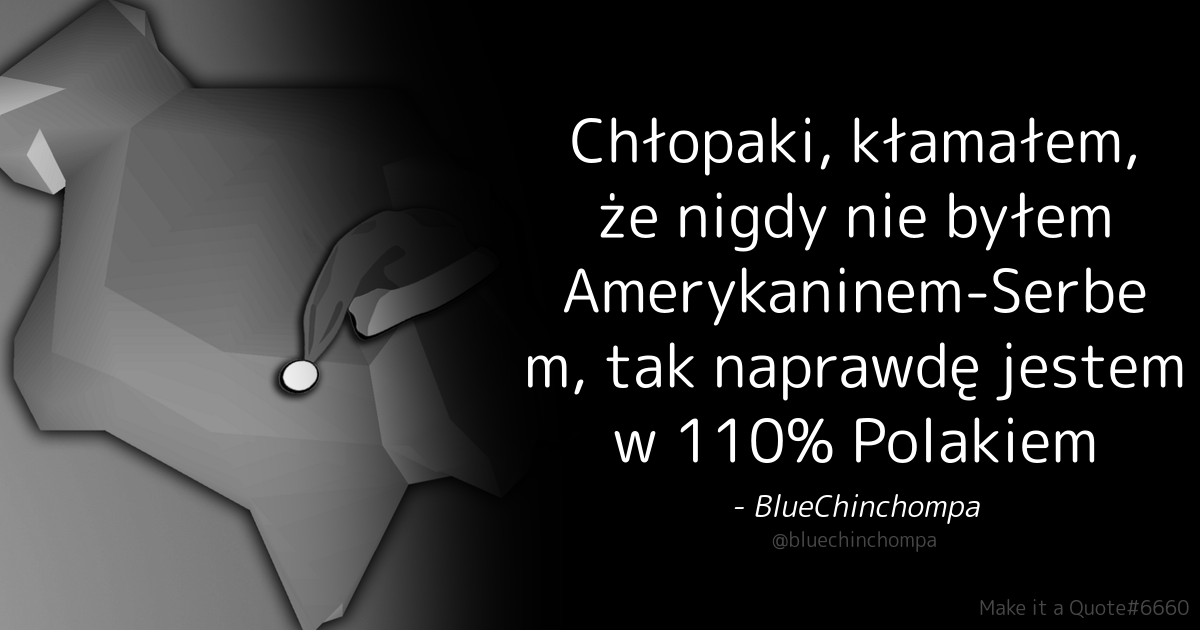 Chłopaki, kłamałem,
że nigdy nie byłem
Amerykaninem-Serbe
m, tak naprawdę jestem
w 110% Polakiem
- BlueChinchompa
@bluechinchompa
Make it a Quote#6660